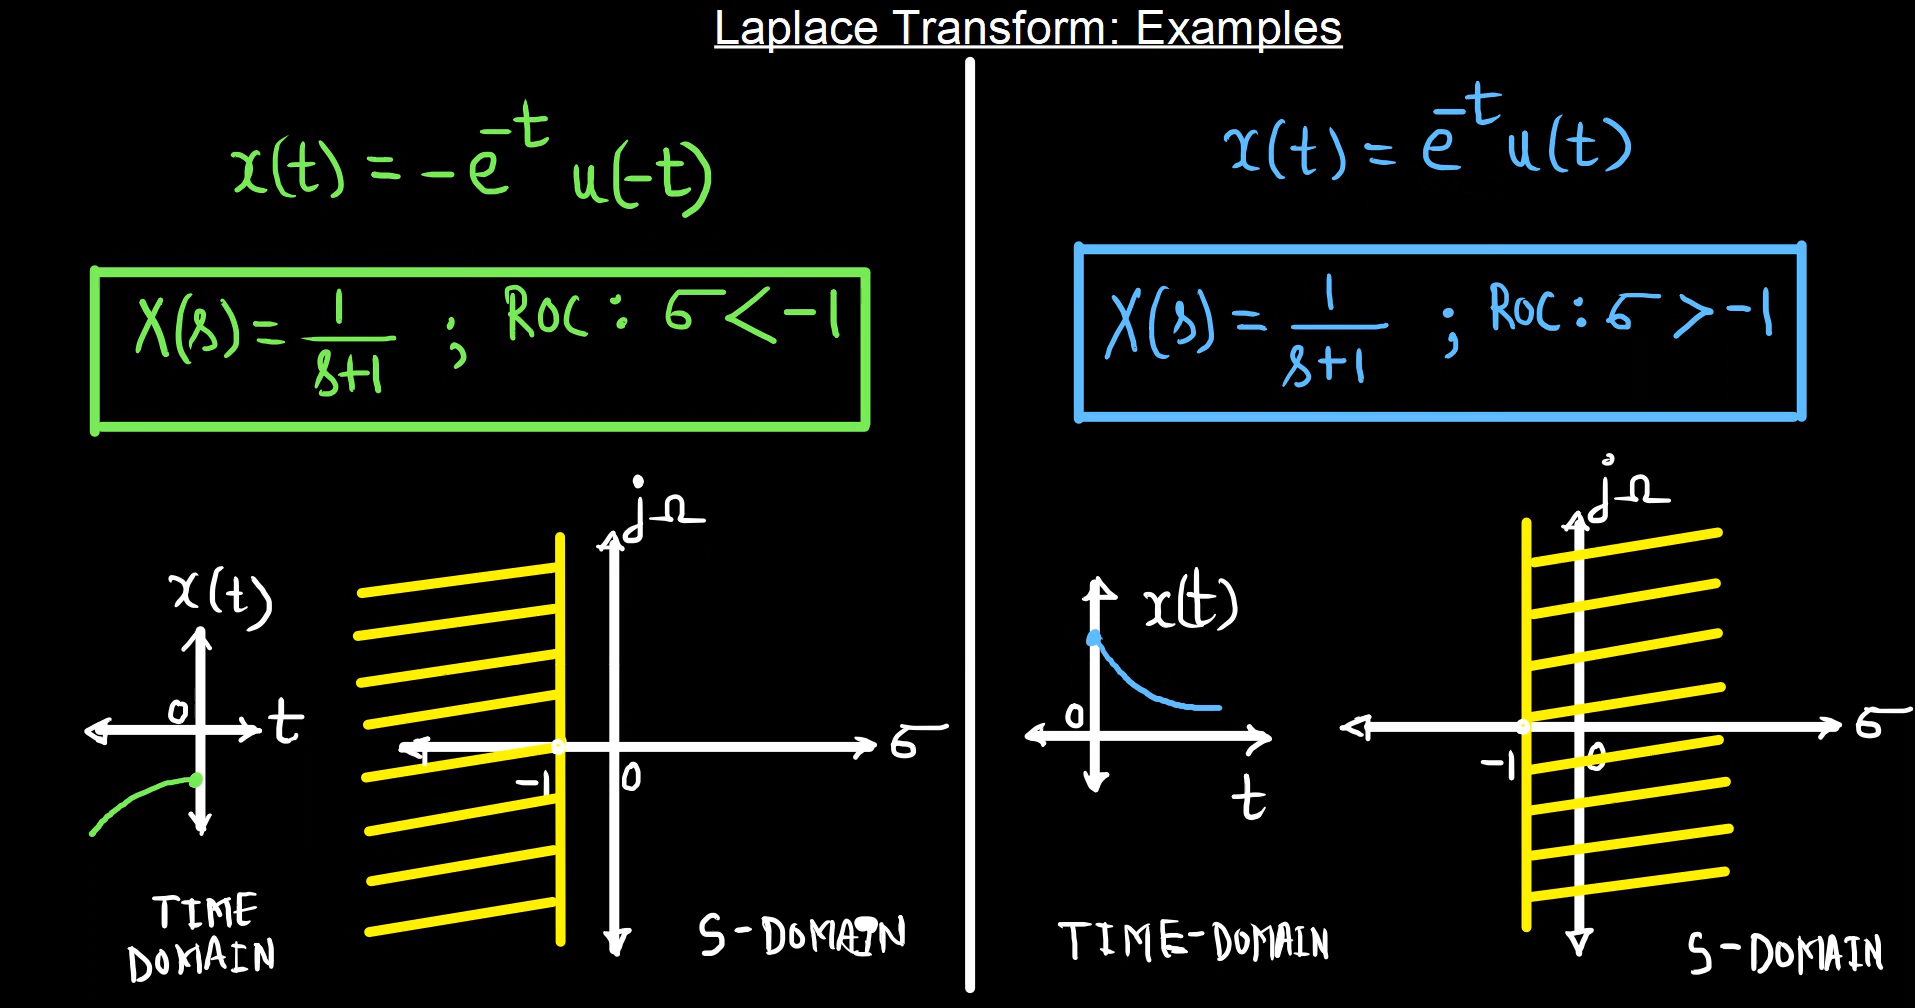 Laplace Transform: Examples
x(t) = -e^-t u(-t)
X(s) = 1/(s+1) ; ROC: σ < -1
x(t)
0
t
TIME
DOMAIN
jΩ
σ
-1
0
S-DOMAIN
x(t) = e^-t u(t)
X(s) = 1/(s+1) ; ROC: σ > -1
x(t)
0
t
TIME-DOMAIN
jΩ
σ
-1
0
S-DOMAIN